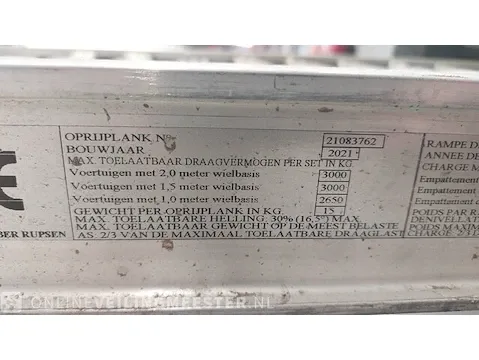 OPRIJPLANK Nº 21083762
BOUWJAAR 2021
MAX. TOELAATBAAR DRAAGVERMOGEN PER SET IN KG.
Voertuigen met 2,0 meter wielbasis 3000
Voertuigen met 1,5 meter wielbasis 3000
Voertuigen met 1,0 meter wielbasis 2650
GEWICHT PER OPRIJPLANK IN KG. 15
MAX. TOELAATBARE HELLING: 30% (16,5°) MAX.
MAX. TOELAATBAAR GEWICHT OP DE MEEST BELASTE
AS: 2/3 VAN DE MAXIMAAL TOELAATBARE DRAAGLAST
BER RUPSEN
RAMPE D
ANNEE DE
CHARGE M
Empattement
Empattement
Empattement
POIDS PAR RA
DENIVELLAT
POIDS MAXIM
CHARGE: 2/3 L
ONLINEVEILINGMEESTER.NL